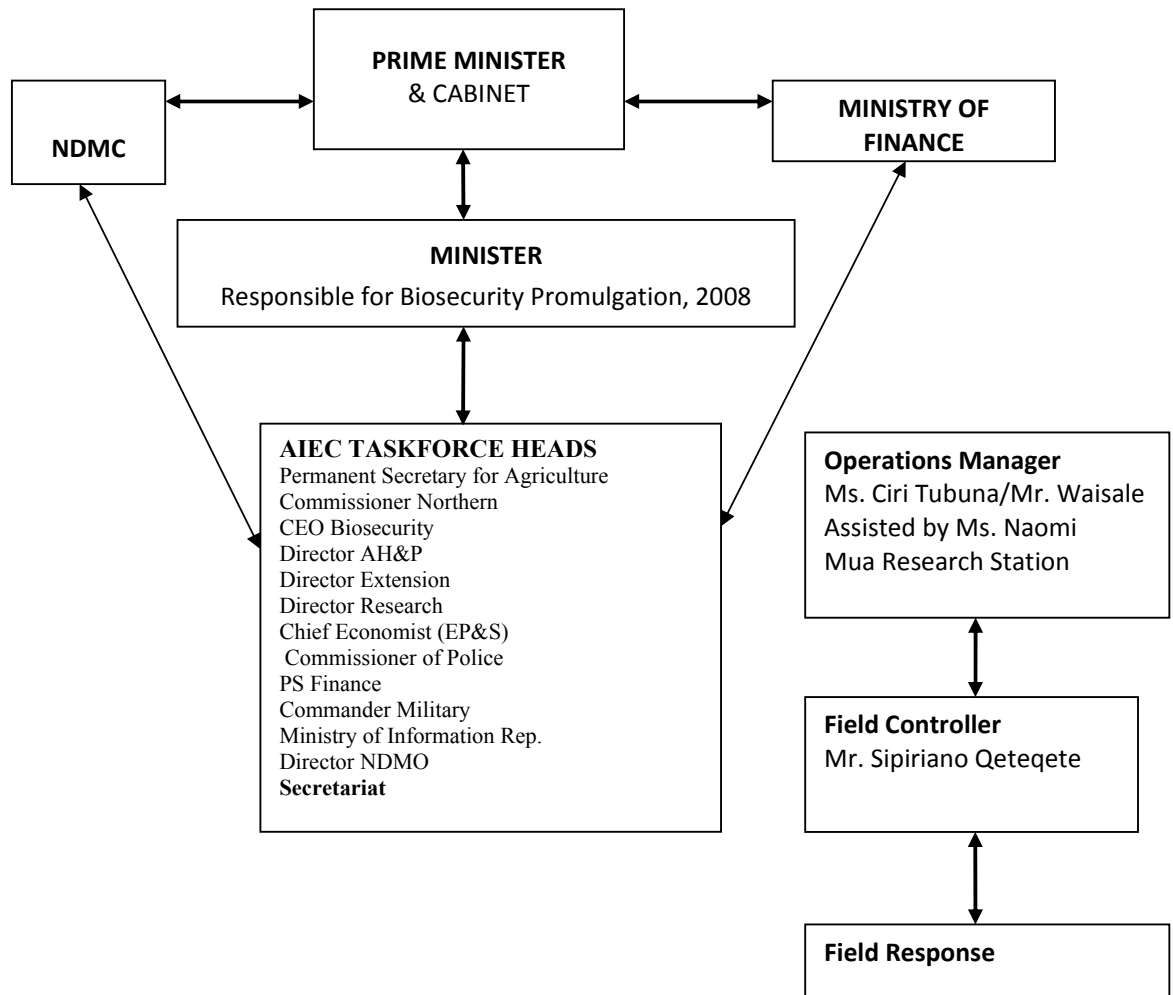 PRIME MINISTER
& CABINET
NDMC
MINISTRY OF
FINANCE
MINISTER
Responsible for Biosecurity Promulgation, 2008
AIEC TASKFORCE HEADS
Permanent Secretary for Agriculture
Commissioner Northern
CEO Biosecurity
Director AH&P
Director Extension
Director Research
Chief Economist (EP&S)
Commissioner of Police
PS Finance
Commander Military
Ministry of Information Rep.
Director NDMO
Secretariat
Operations Manager
Ms. Ciri Tubuna/Mr. Waisale
Assisted by Ms. Naomi
Mua Research Station
Field Controller
Mr. Sipiriano Qeteqete
Field Response